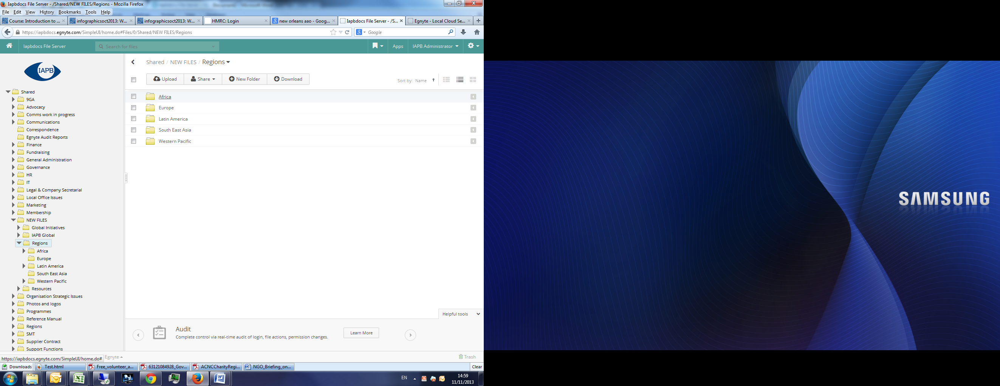 Iapbdocs File Server - /Shared/NEW FILES/Regions - Mozilla Firefox
File Edit View History Bookmarks Tools Help
Course: Introduction to ... infographicsoct2013: W... infographicsoct2013: W... HMRC: Login new orleans aao - Goog... Iapbdocs File Server - /S... Egnyte - Local Cloud Se...
https://iapbdocs.egnyte.com/SimpleUI/home.do#Files/0/Shared/NEW FILES/Regions Google
Iapbdocs File Server Search for files Apps IAPB Administrator
IAPB
Shared / NEW FILES / Regions
Upload Share New Folder Download
Sort by: Name
Africa
Europe
Latin America
South East Asia
Western Pacific
Shared
9GA
Advocacy
Comms work in progress
Communications
Correspondence
Egnyte Audit Reports
Finance
Fundraising
General Administration
Governance
HR
IT
Legal & Company Secretarial
Local Office Issues
Marketing
Membership
NEW FILES
Global Initiatives
IAPB Global
Regions
Africa
Europe
Latin America
South East Asia
Western Pacific
Resources
Organisation Strategic Issues
Photos and logos
Programmes
Reference Manual
Regions
SMT
Supplier Contract
Support Functions
Helpful tools
Audit
Complete control via real-time audit of login, file actions, permission changes.
Learn More
https://iapbdocs.egnyte.com/SimpleUI/home.do# Egnyte Trash
Downloads Test.html Free_volunteer_a... 63121084928_Gov... ACNCCharityRegi... NGO_Briefing_on... Clear
EN 14:59
11/11/2013
SAMSUNG